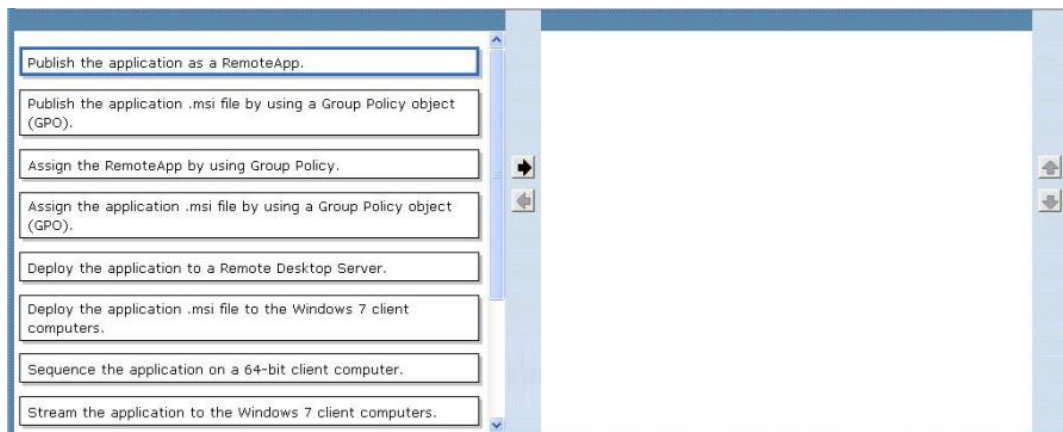 Publish the application as a RemoteApp.
Publish the application .msi file by using a Group Policy object
(GPO).
Assign the RemoteApp by using Group Policy.
Assign the application .msi file by using a Group Policy object
(GPO).
Deploy the application to a Remote Desktop Server.
Deploy the application .msi file to the Windows 7 client
computers.
Sequence the application on a 64-bit client computer.
Stream the application to the Windows 7 client computers.